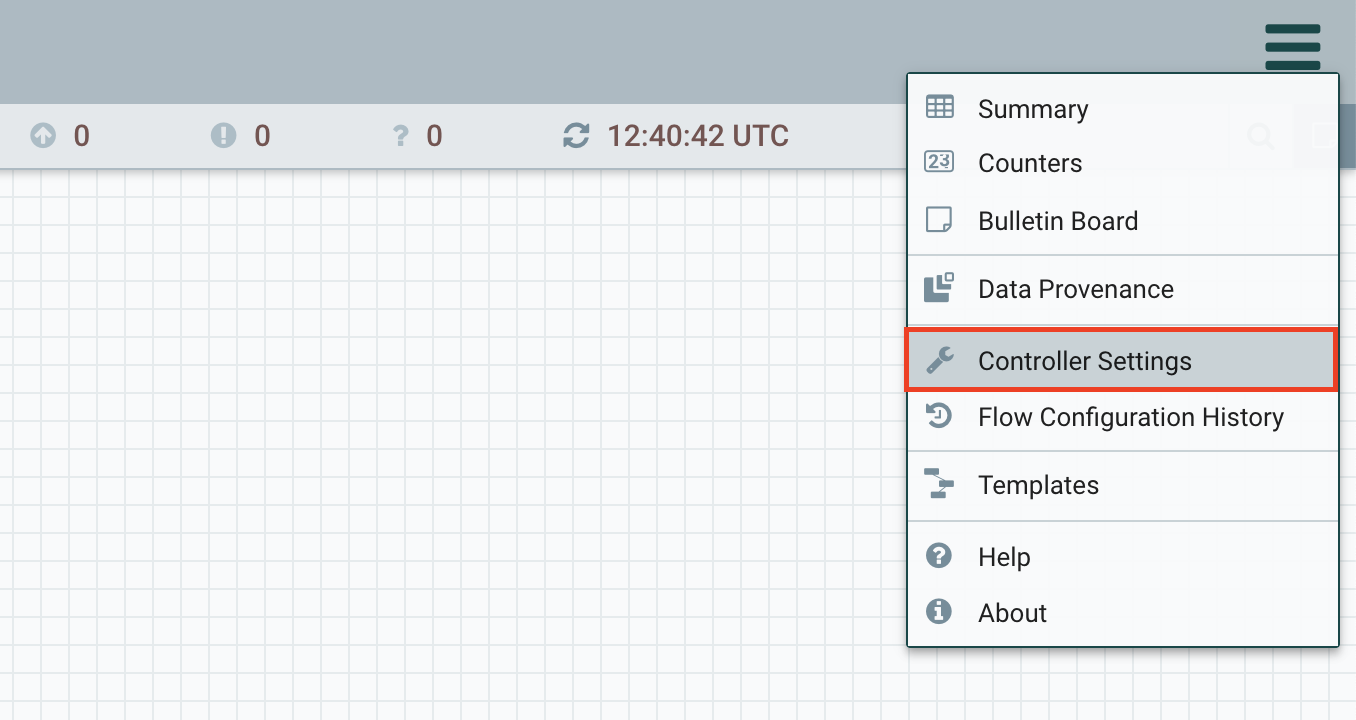 0 0 ? 0 12:40:42 UTC
Summary
23 Counters
Bulletin Board
Data Provenance
Controller Settings
Flow Configuration History
Templates
? Help
i About